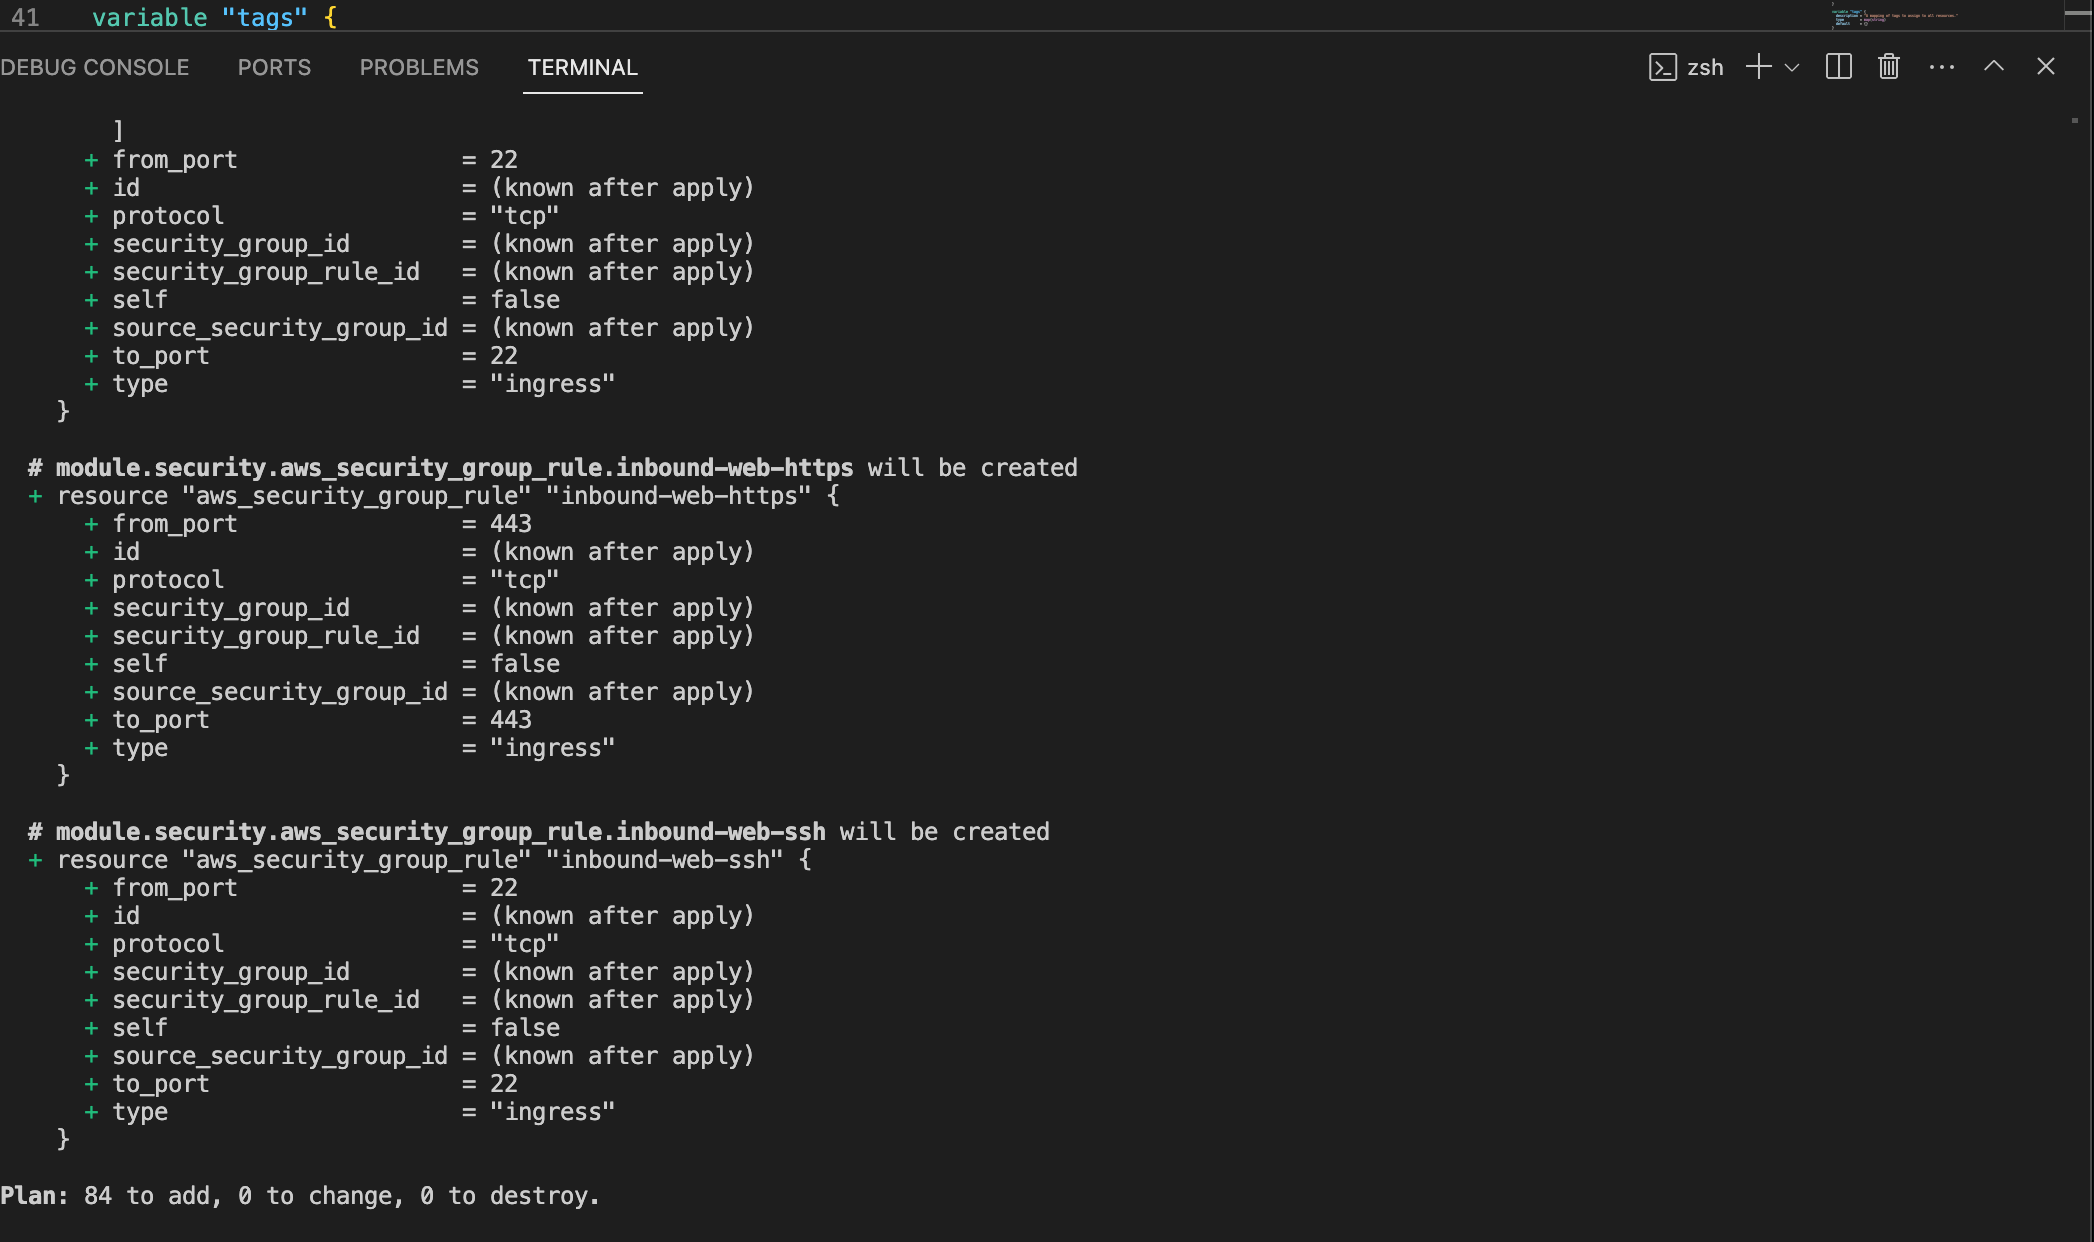 41 variable "tags" {
DEBUG CONSOLE PORTS PROBLEMS TERMINAL zsh
]
+ from_port = 22
+ id = (known after apply)
+ protocol = "tcp"
+ security_group_id = (known after apply)
+ security_group_rule_id = (known after apply)
+ self = false
+ source_security_group_id = (known after apply)
+ to_port = 22
+ type = "ingress"
}
# module.security.aws_security_group_rule.inbound-web-https will be created
+ resource "aws_security_group_rule" "inbound-web-https" {
+ from_port = 443
+ id = (known after apply)
+ protocol = "tcp"
+ security_group_id = (known after apply)
+ security_group_rule_id = (known after apply)
+ self = false
+ source_security_group_id = (known after apply)
+ to_port = 443
+ type = "ingress"
}
# module.security.aws_security_group_rule.inbound-web-ssh will be created
+ resource "aws_security_group_rule" "inbound-web-ssh" {
+ from_port = 22
+ id = (known after apply)
+ protocol = "tcp"
+ security_group_id = (known after apply)
+ security_group_rule_id = (known after apply)
+ self = false
+ source_security_group_id = (known after apply)
+ to_port = 22
+ type = "ingress"
}
Plan: 84 to add, 0 to change, 0 to destroy.